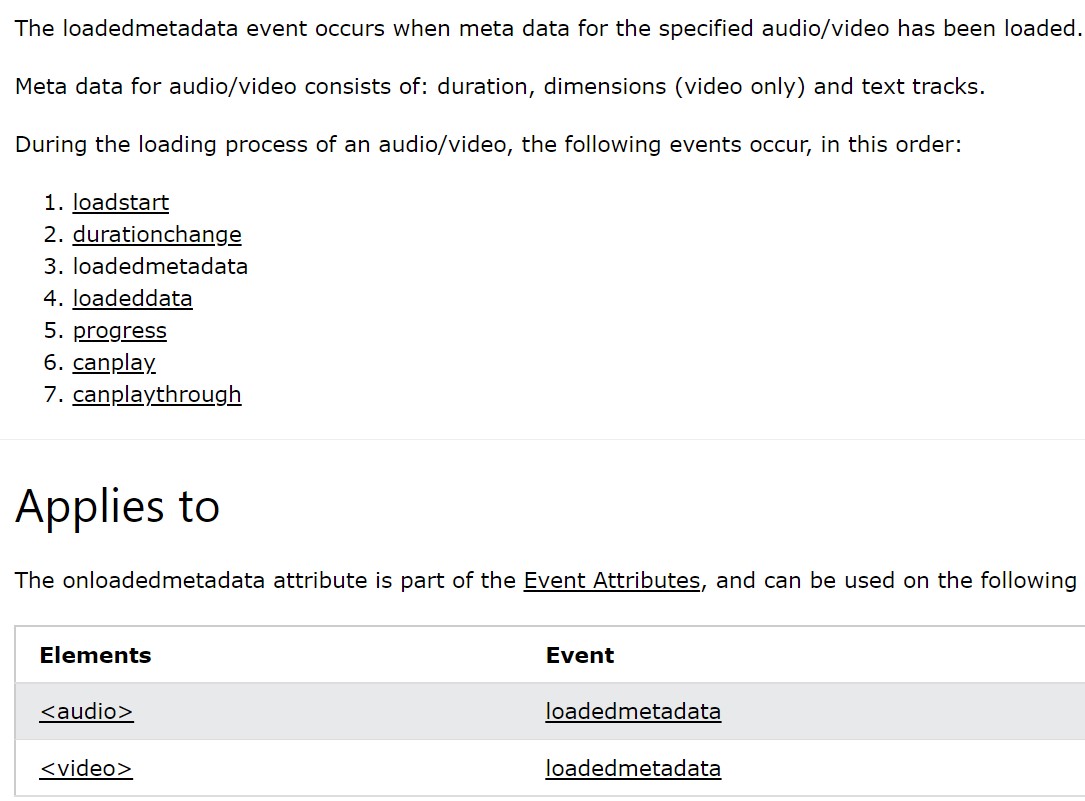 The loadedmetadata event occurs when meta data for the specified audio/video has been loaded.
Meta data for audio/video consists of: duration, dimensions (video only) and text tracks.
During the loading process of an audio/video, the following events occur, in this order:
1. loadstart
2. durationchange
3. loadedmetadata
4. loadeddata
5. progress
6. canplay
7. canplaythrough
Applies to
The onloadedmetadata attribute is part of the Event Attributes, and can be used on the following
Elements Event
<audio> loadedmetadata
<video> loadedmetadata